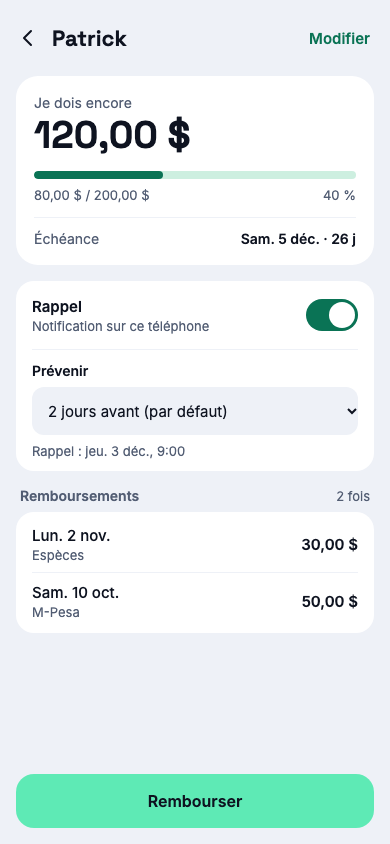 Patrick
Modifier
Je dois encore
120,00 $
80,00 $ / 200,00 $
40 %
Échéance
Sam. 5 déc. · 26 j
Rappel
Notification sur ce téléphone
Prévenir
2 jours avant (par défaut)
Rappel : jeu. 3 déc., 9:00
Remboursements
2 fois
Lun. 2 nov.
Espèces
30,00 $
Sam. 10 oct.
M-Pesa
50,00 $
Rembourser